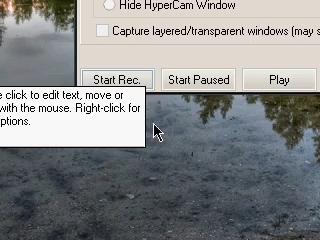 Hide HyperCam Window
Capture layered/transparent windows (may s
Start Rec.
Start Paused
Play
e click to edit text, move or
with the mouse. Right-click for
ptions.